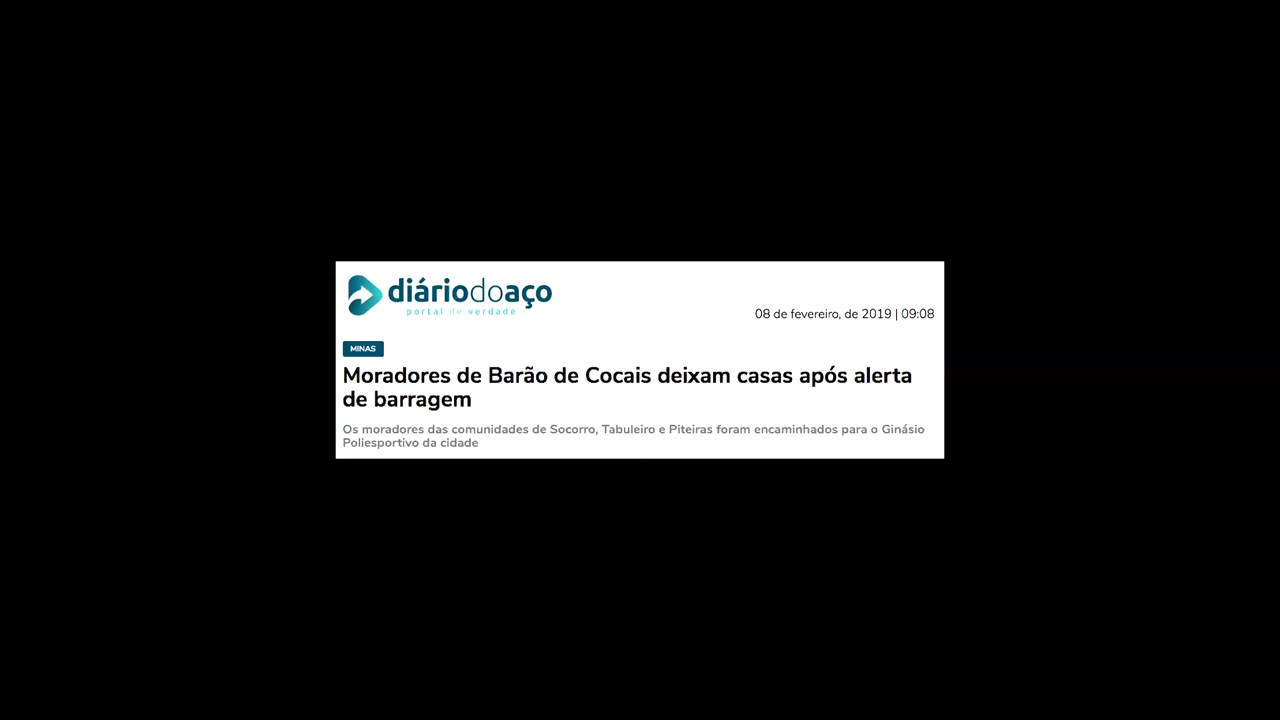 diáriodoaço
portal de verdade
08 de fevereiro, de 2019 | 09:08
MINAS
Moradores de Barão de Cocais deixam casas após alerta
de barragem
Os moradores das comunidades de Socorro, Tabuleiro e Piteiras foram encaminhados para o Ginásio
Poliesportivo da cidade